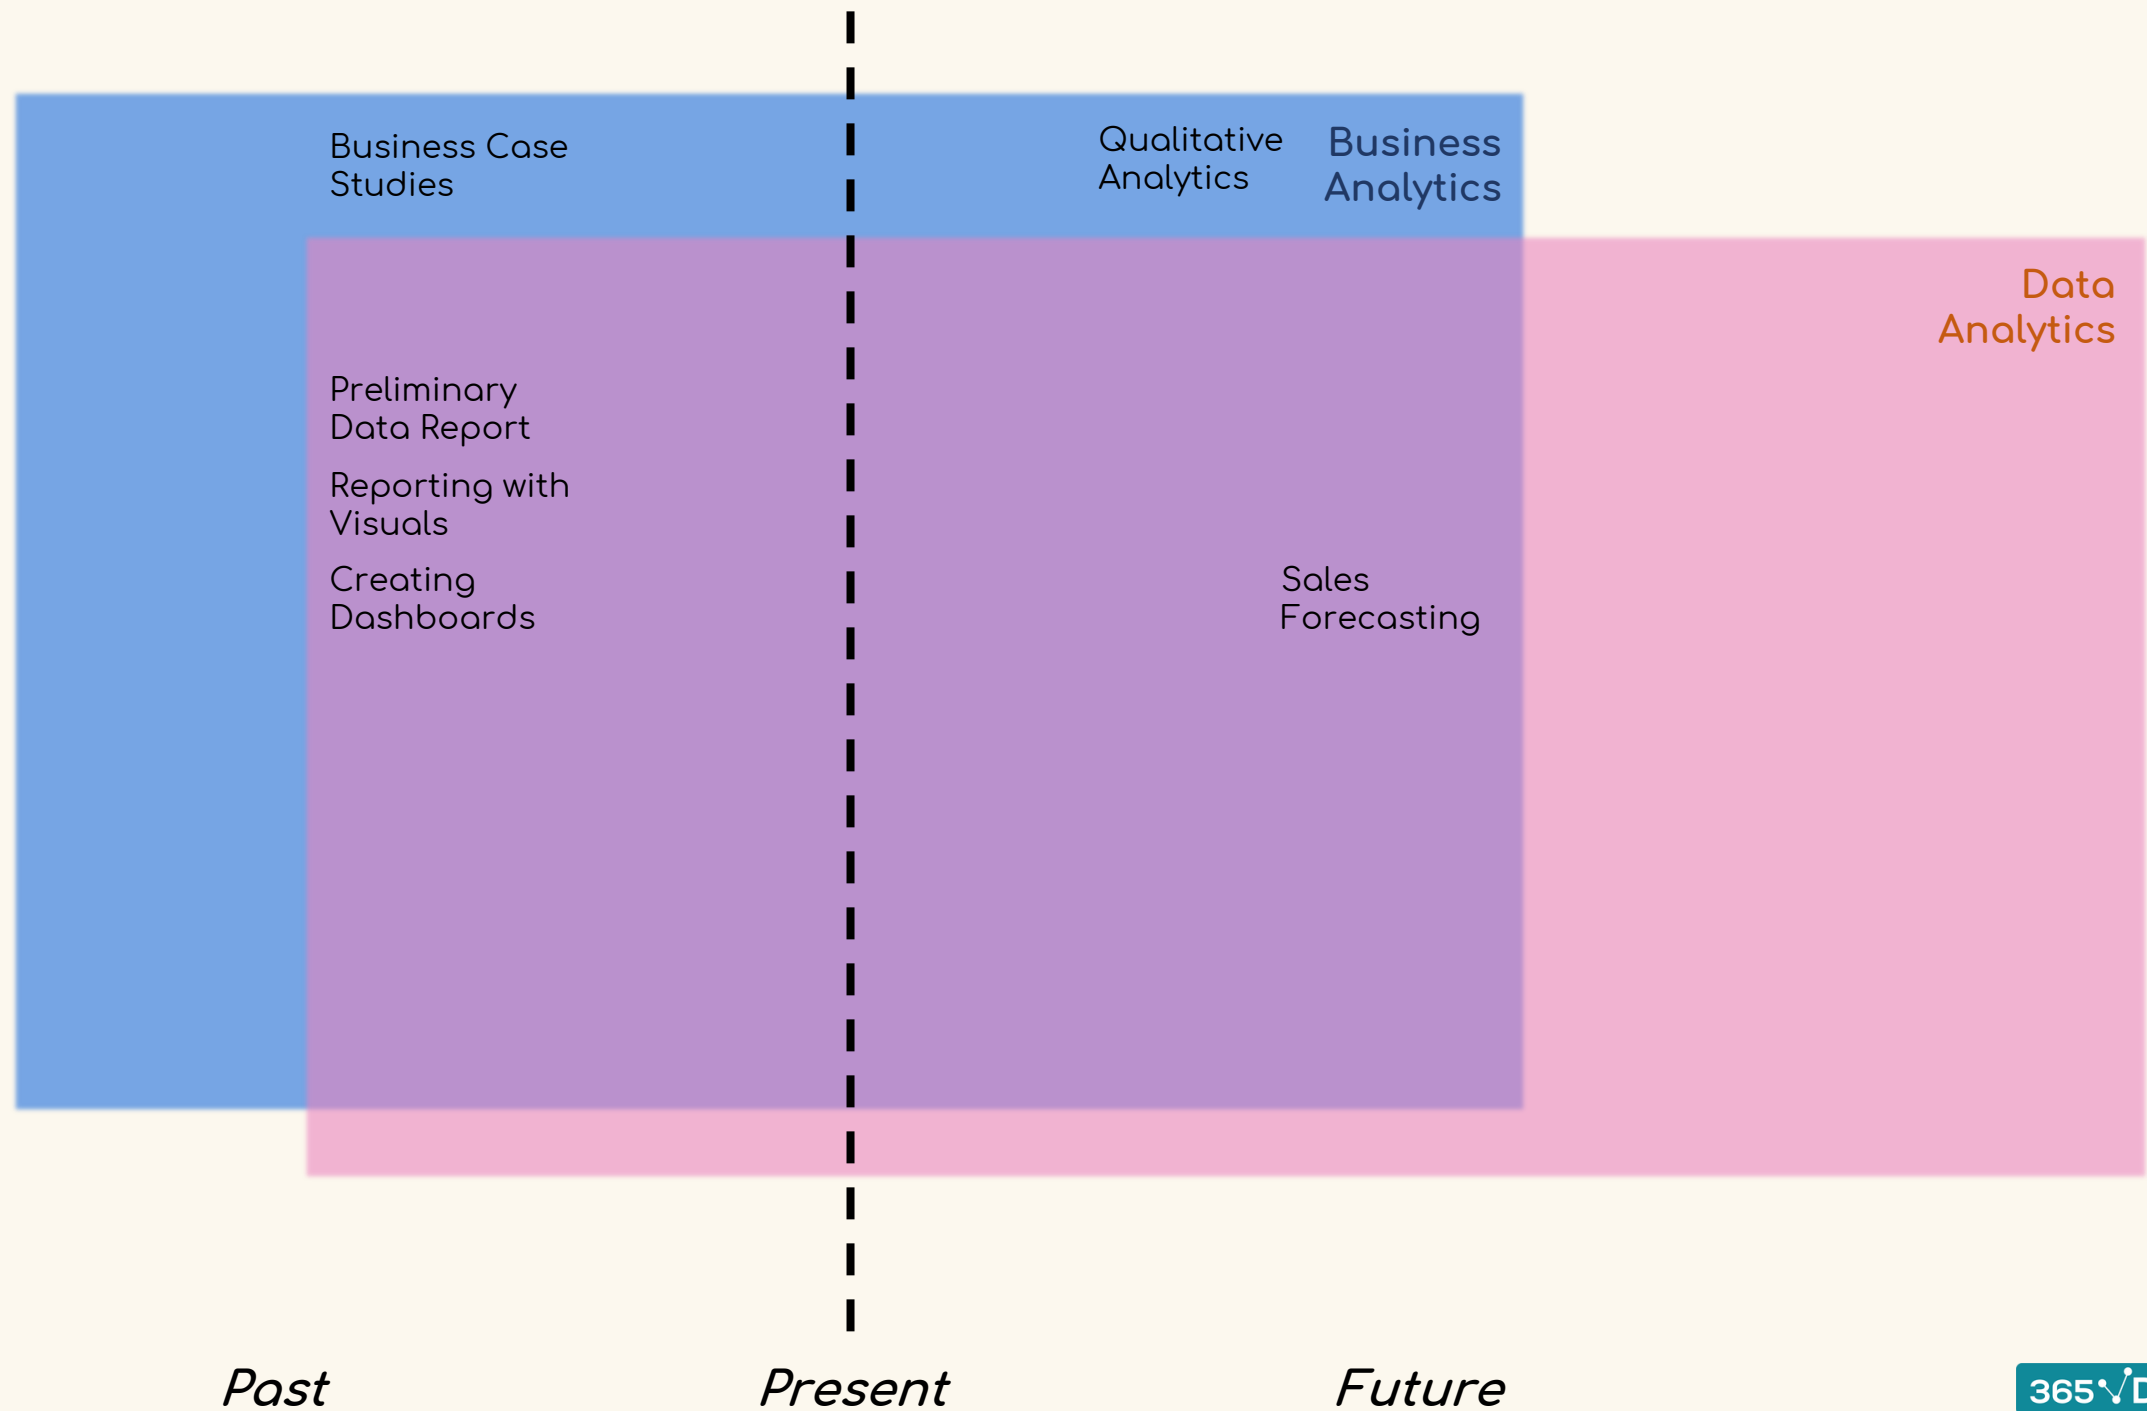 Business Case
Studies
Qualitative
Analytics
Business
Analytics
Data
Analytics
Preliminary
Data Report
Reporting with
Visuals
Creating
Dashboards
Sales
Forecasting
Past
Present
Future
365